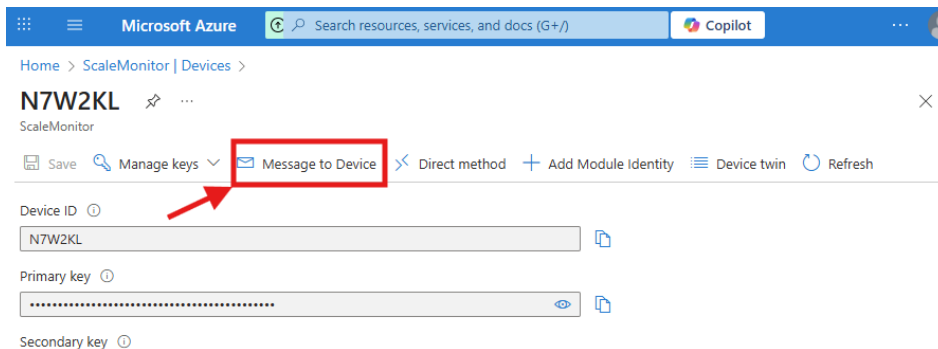 Microsoft Azure Search resources, services, and docs (G+/) Copilot ...
Home > ScaleMonitor | Devices >
N7W2KL ...
ScaleMonitor
Save Manage keys Message to Device Direct method Add Module Identity Device twin Refresh
Device ID
N7W2KL
Primary key
••••••••••••••••••••••••••••••••••••••••••••
Secondary key